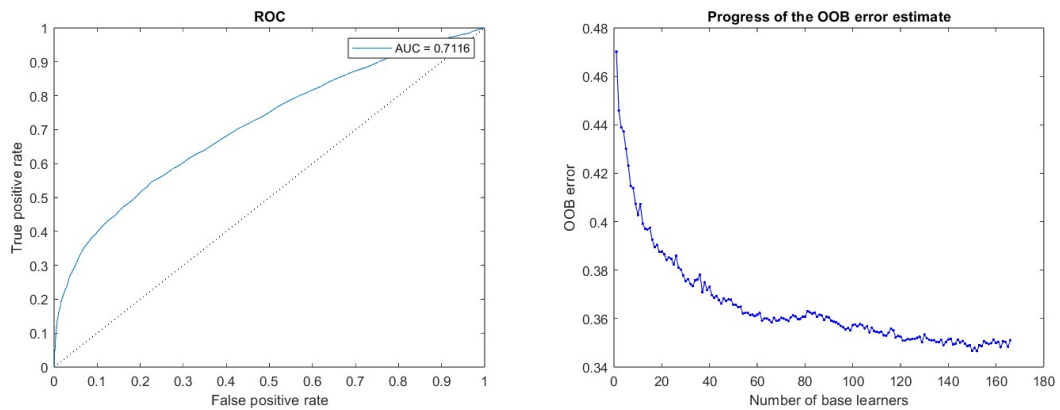 ROC
AUC = 0.7116
1
0.9
0.8
0.7
0.6
0.5
0.4
0.3
0.2
0.1
0
True positive rate
0 0.1 0.2 0.3 0.4 0.5 0.6 0.7 0.8 0.9 1
False positive rate
Progress of the OOB error estimate
0.48
0.46
0.44
0.42
0.4
0.38
0.36
0.34
OOB error
0 20 40 60 80 100 120 140 160 180
Number of base learners